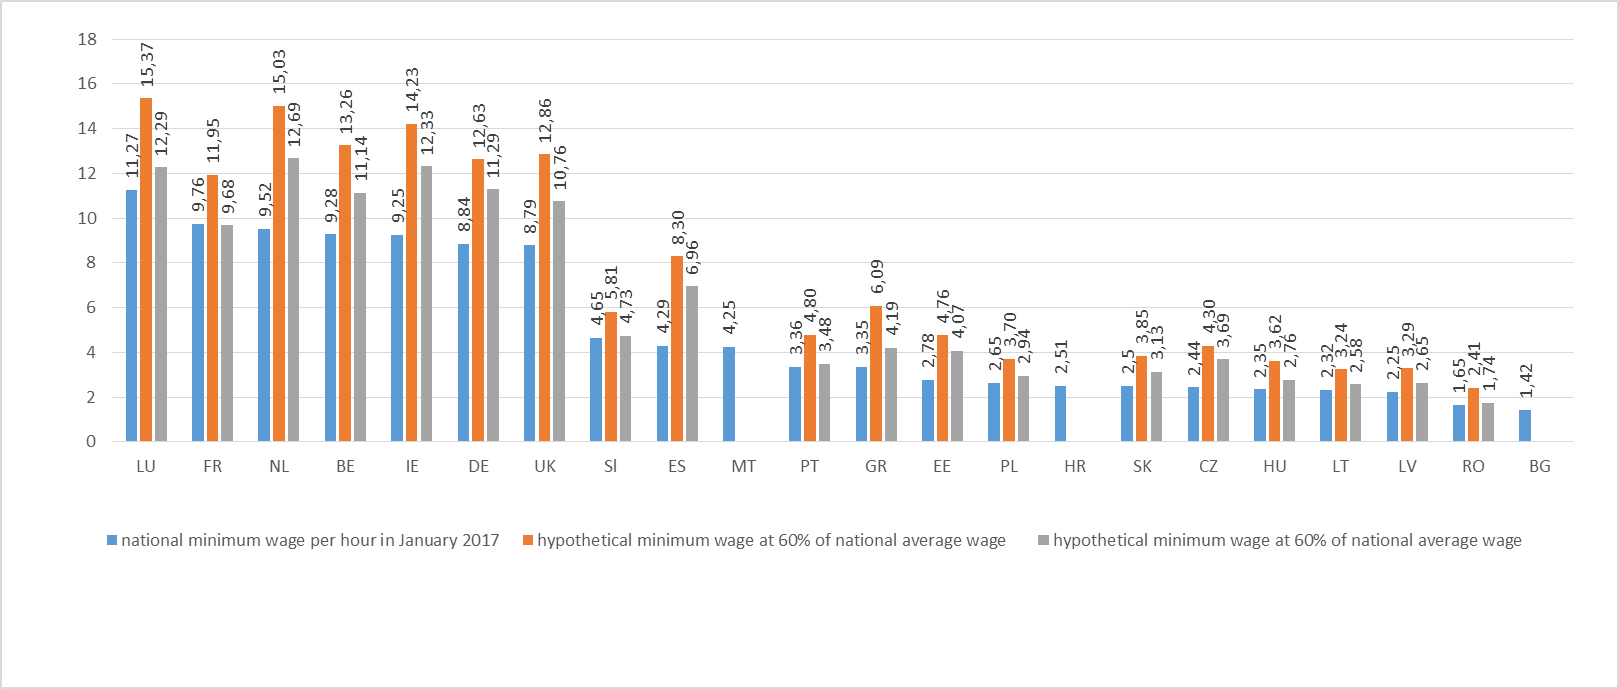 18
16
14
12
10
8
6
4
2
0
11,27 15,37 12,29
9,76 11,95 9,68
9,52 15,03 12,69
9,28 13,26 11,14
9,25 14,23 12,33
8,84 12,63 11,29
8,79 12,86 10,76
4,65 5,81 4,73
4,29 8,30 6,96
4,25
3,36 4,80 3,48
3,35 6,09 4,19
2,78 4,76 4,07
2,65 3,70 2,94
2,51
2,5 3,85 3,13
2,44 4,30 3,69
2,35 3,62 2,76
2,32 3,24 2,58
2,25 3,29 2,65
1,65 2,41 1,74
1,42
LU FR NL BE IE DE UK SI ES MT PT GR EE PL HR SK CZ HU LT LV RO BG
national minimum wage per hour in January 2017 hypothetical minimum wage at 60% of national average wage hypothetical minimum wage at 60% of national average wage